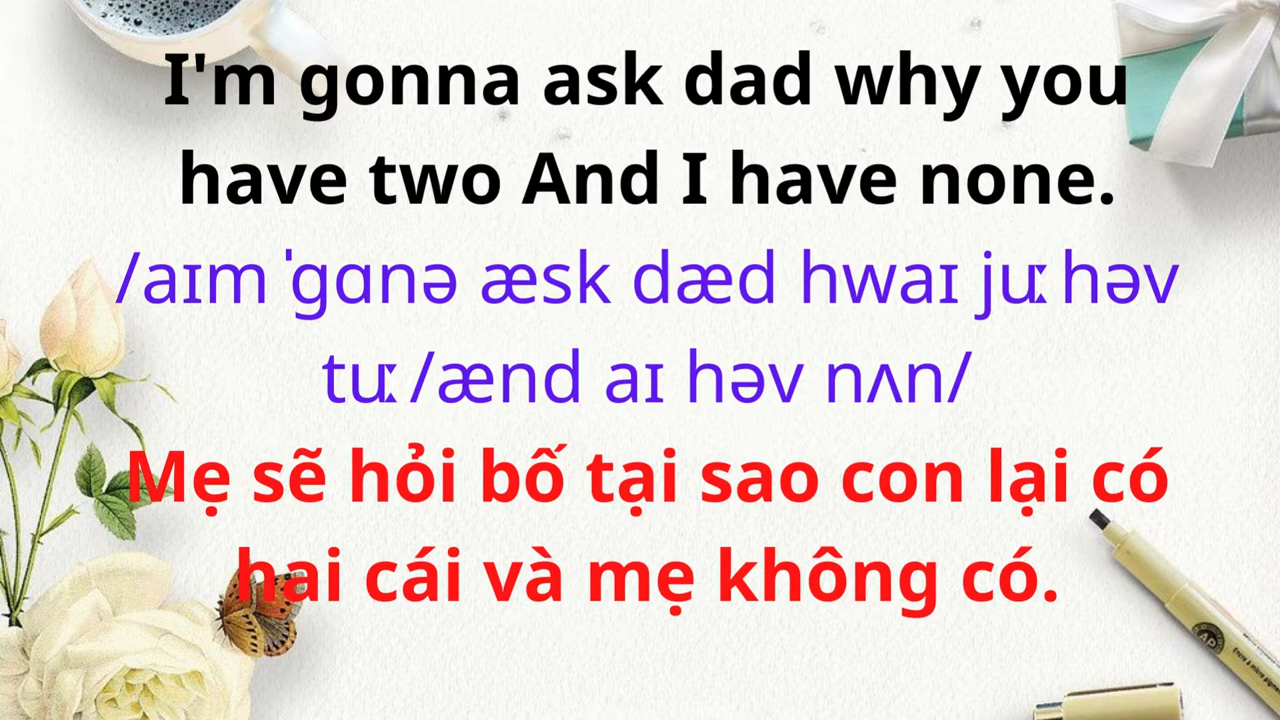 I'm gonna ask dad why you
have two And I have none.
/aɪm ˈɡɑnə æsk dæd hwaɪ juː həv
tuː /ænd aɪ həv nʌn/
Mẹ sẽ hỏi bố tại sao con lại có
hai cái và mẹ không có.